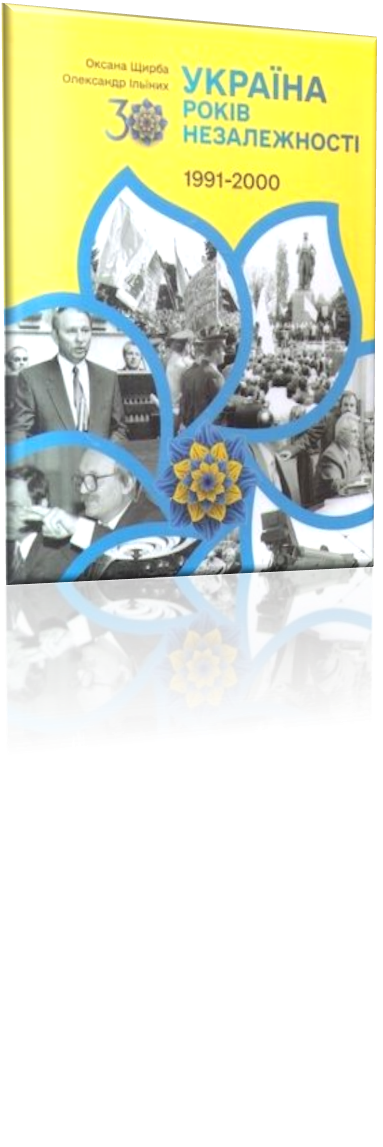 Оксана Щирба
Олександр Ільїних
УКРАЇНА
30 РОКІВ
НЕЗАЛЕЖНОСТІ
1991-2000